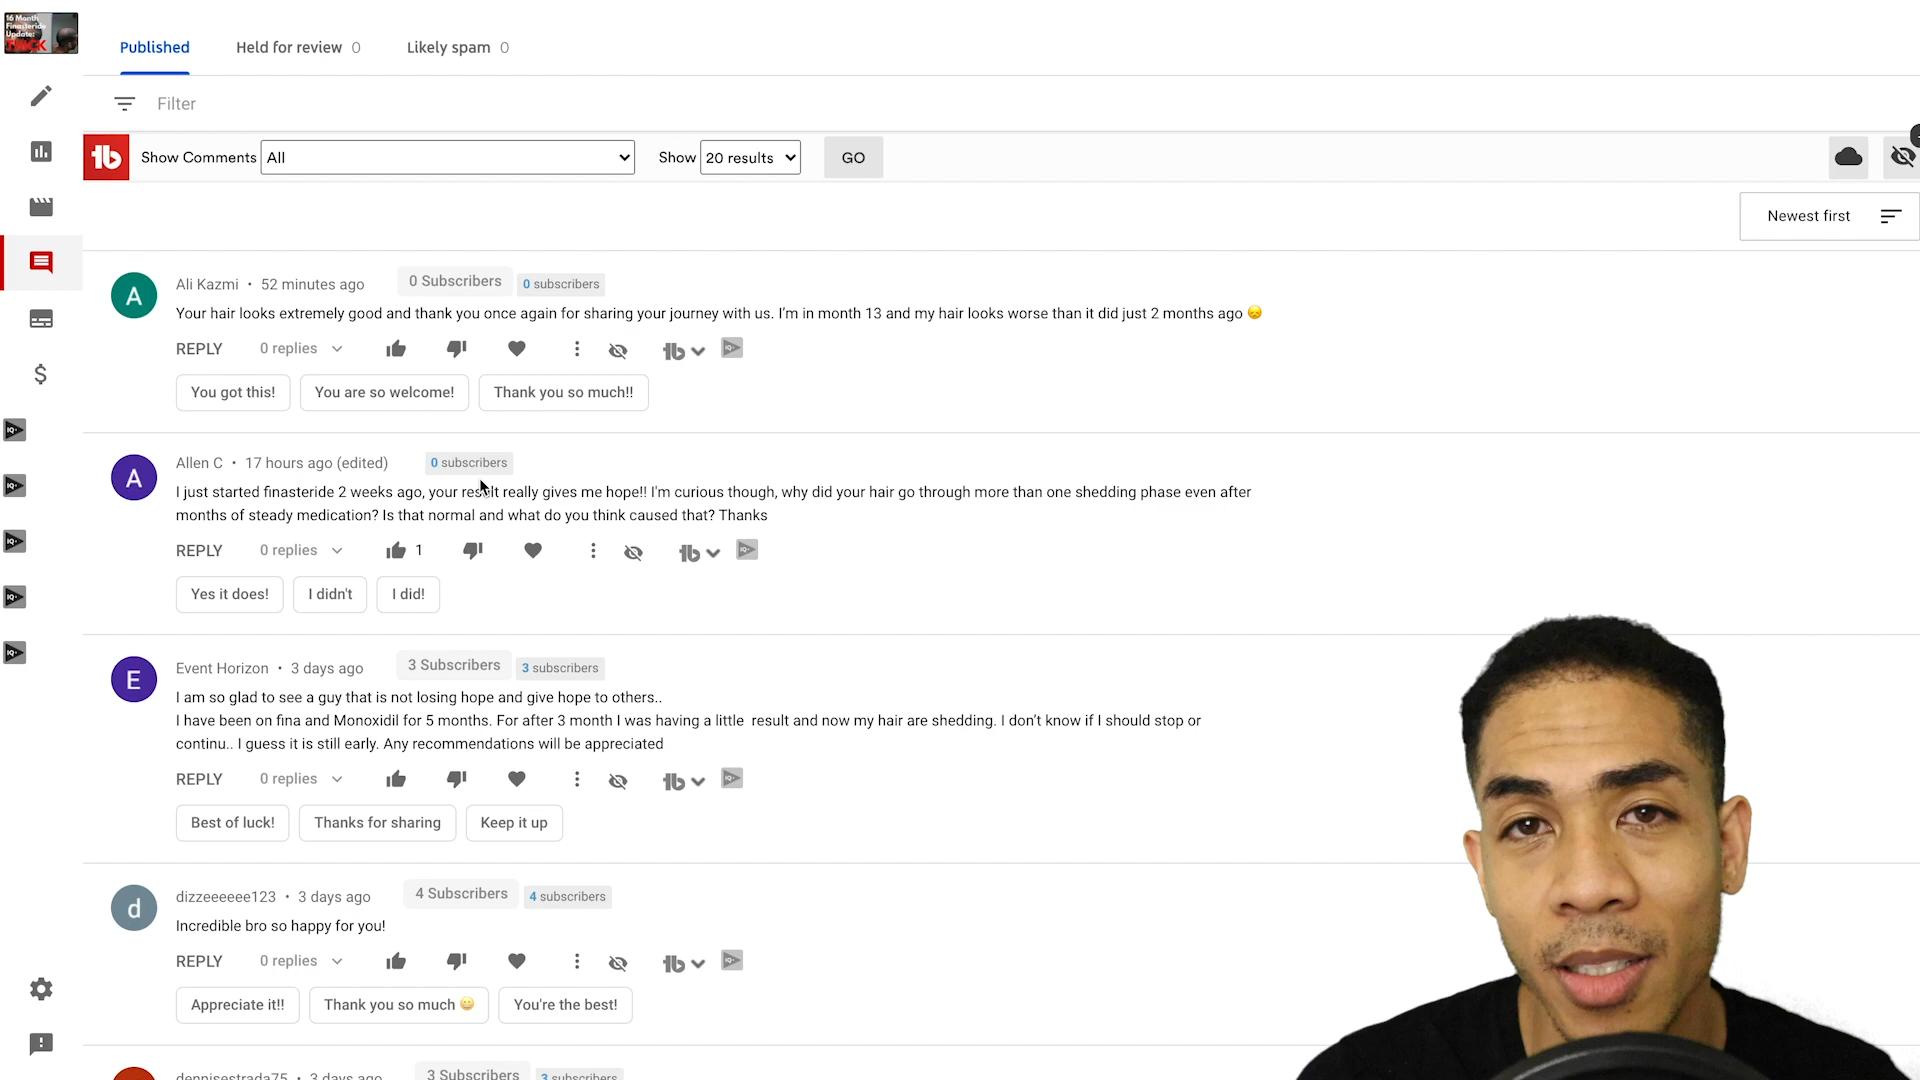 16 Month
Finasteride
Update:
THICK
Published
Held for review 0
Likely spam 0
Filter
Show Comments All
Show 20 results
GO
Newest first
A
Ali Kazmi • 52 minutes ago 0 Subscribers 0 subscribers
Your hair looks extremely good and thank you once again for sharing your journey with us. I'm in month 13 and my hair looks worse than it did just 2 months ago 😞
REPLY 0 replies
You got this! You are so welcome! Thank you so much!!
A
Allen C • 17 hours ago (edited) 0 subscribers
I just started finasteride 2 weeks ago, your result really gives me hope!! I'm curious though, why did your hair go through more than one shedding phase even after
months of steady medication? Is that normal and what do you think caused that? Thanks
REPLY 0 replies 1
Yes it does! I didn't I did!
E
Event Horizon • 3 days ago 3 Subscribers 3 subscribers
I am so glad to see a guy that is not losing hope and give hope to others..
I have been on fina and Monoxidil for 5 months. For after 3 month I was having a little result and now my hair are shedding. I don't know if I should stop or
continu.. I guess it is still early. Any recommendations will be appreciated
REPLY 0 replies
Best of luck! Thanks for sharing Keep it up
d
dizzeeeeee123 • 3 days ago 4 Subscribers 4 subscribers
Incredible bro so happy for you!
REPLY 0 replies
Appreciate it!! Thank you so much 😀 You're the best!
dennisestrada75 • 3 days ago 3 Subscribers 3 subscribers